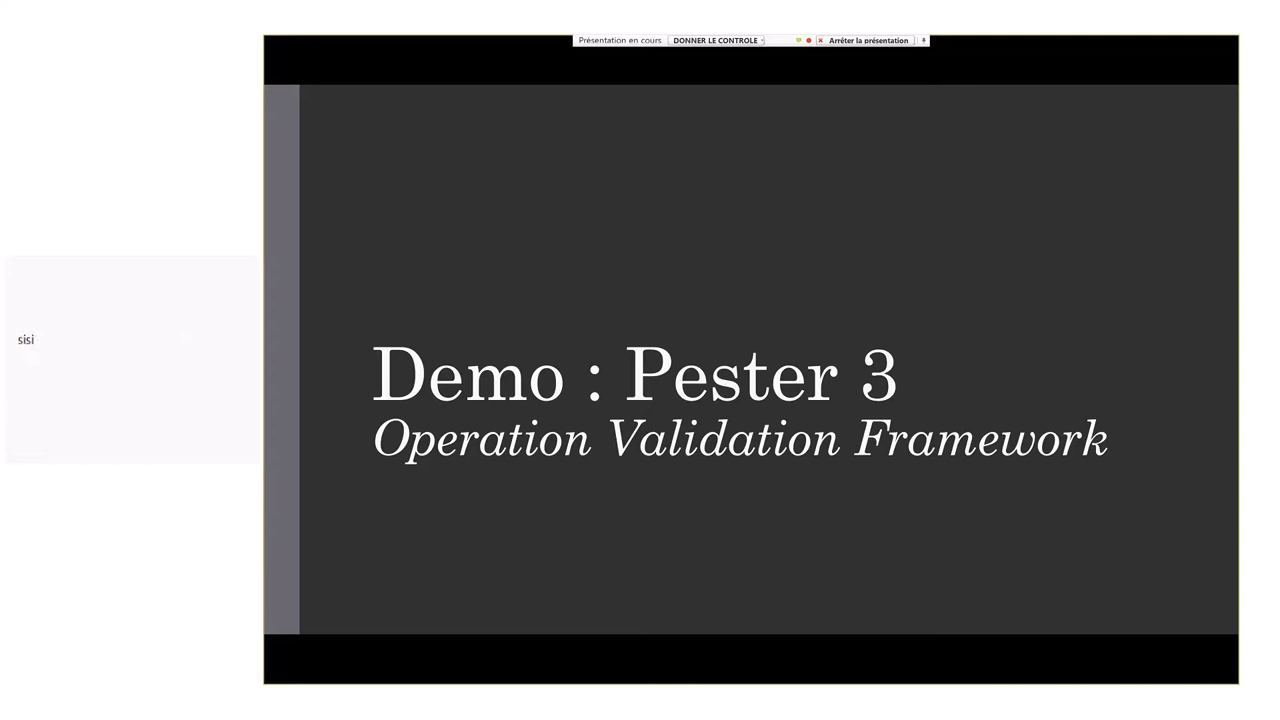 Présentation en cours DONNER LE CONTROLE Arrêter la présentation
sisi
Demo : Pester 3
Operation Validation Framework